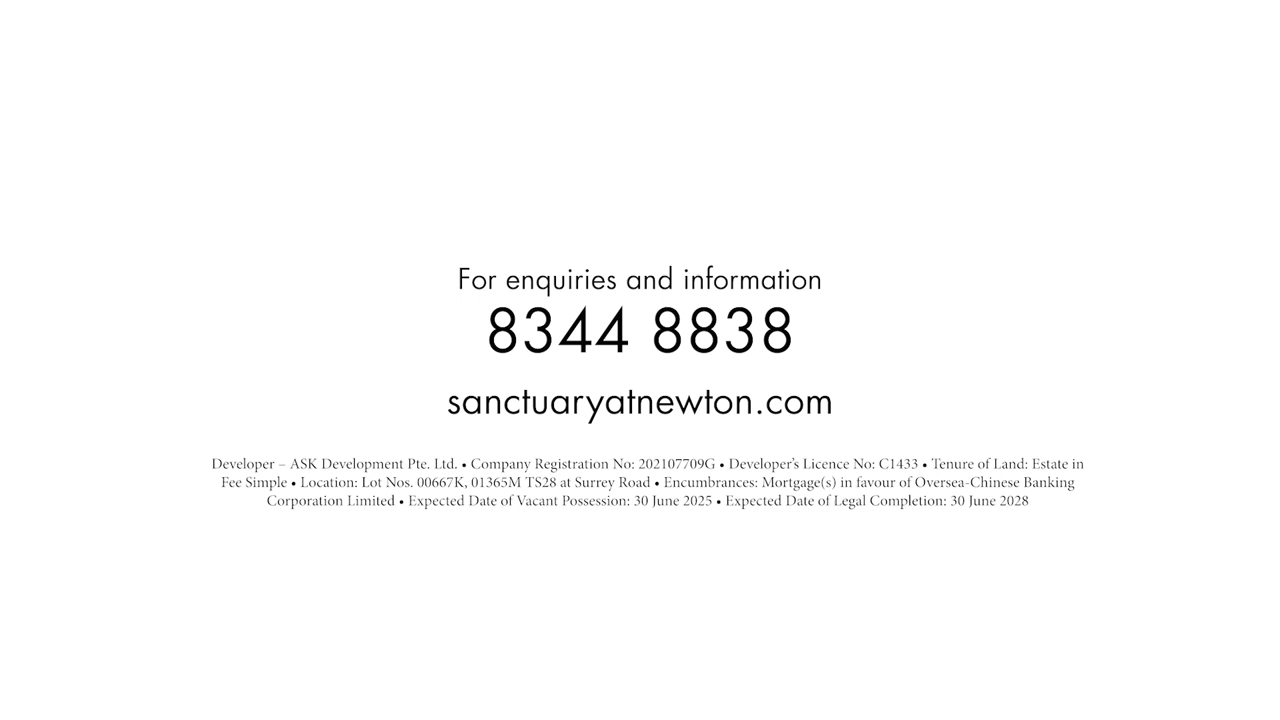 For enquiries and information
8344 8838
sanctuaryatnewton.com
Developer – ASK Development Pte. Ltd. • Company Registration No: 202107709G • Developer’s Licence No: C1433 • Tenure of Land: Estate in
Fee Simple • Location: Lot Nos. 00667K, 01365M TS28 at Surrey Road • Encumbrances: Mortgage(s) in favour of Oversea-Chinese Banking
Corporation Limited • Expected Date of Vacant Possession: 30 June 2025 • Expected Date of Legal Completion: 30 June 2028